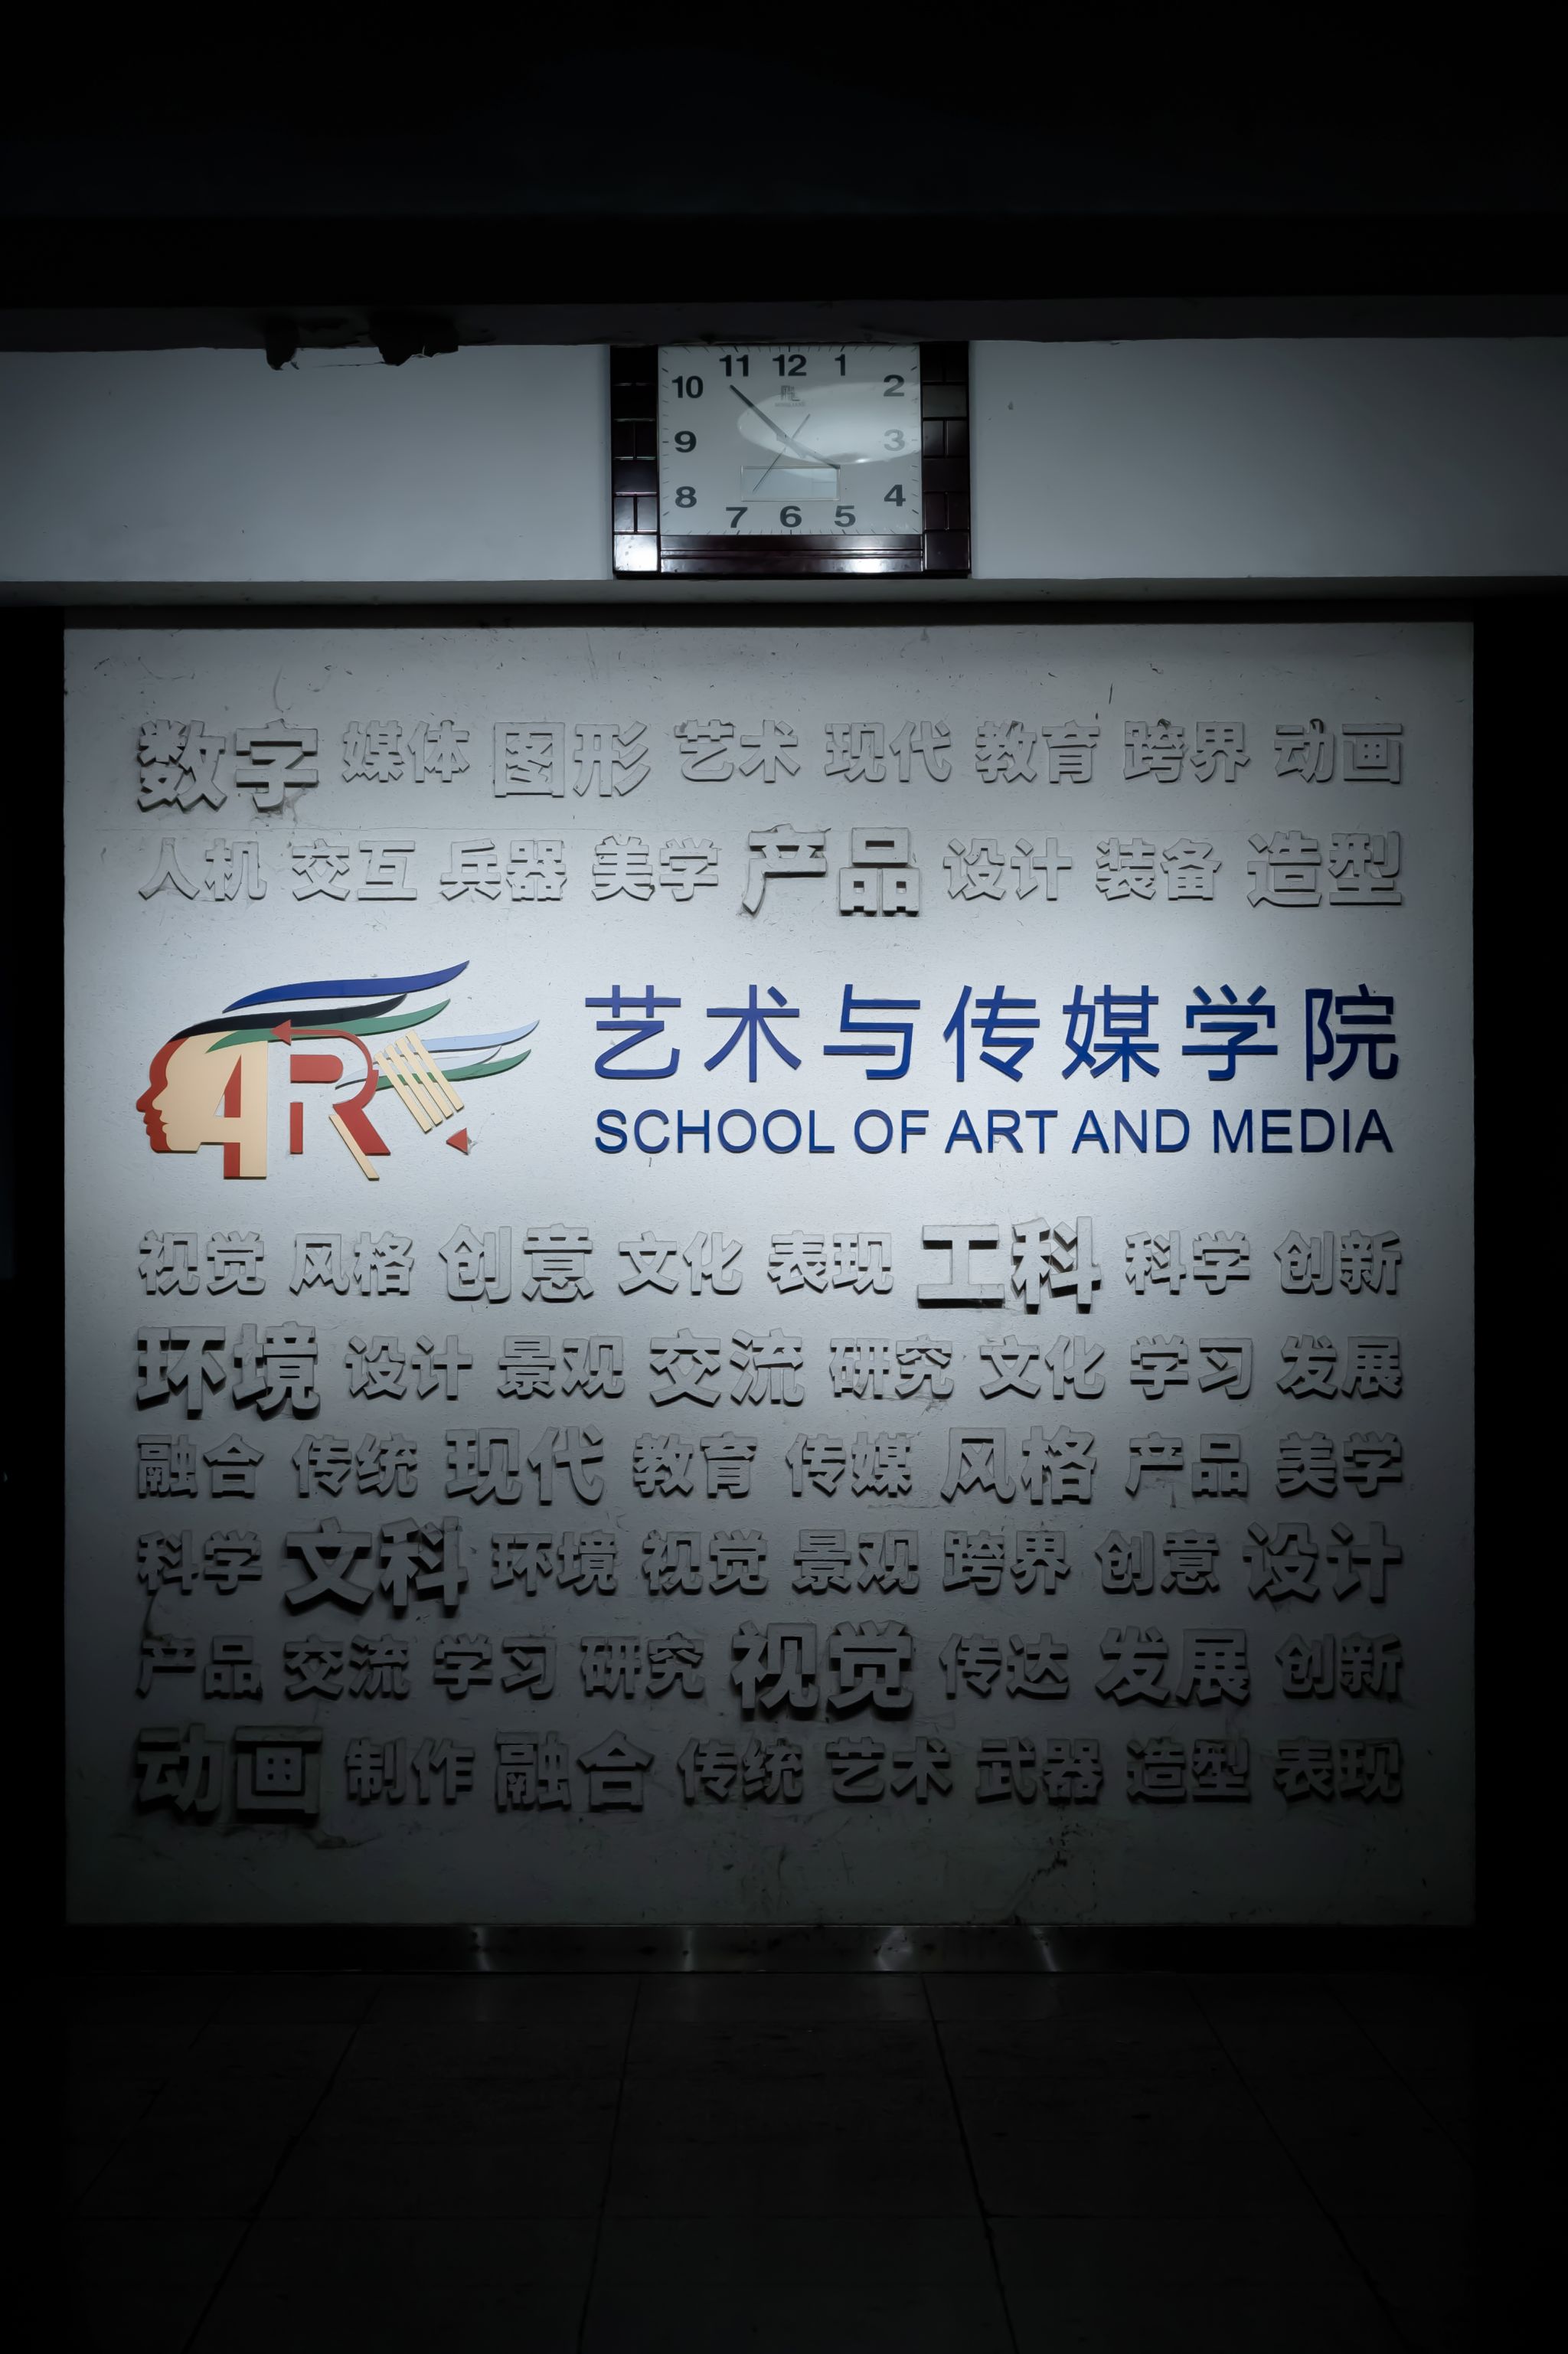 11 12 1
10 2
9 3
8 4
7 6 5
数字 媒体 图形 艺术 现代 教育 跨界 动画
人机 交互 兵器 美学 产品 设计 装备 造型
AR
艺术与传媒学院
SCHOOL OF ART AND MEDIA
视觉 风格 创意 文化 表现 工科 科学 创新
环境 设计 景观 交流 研究 文化 学习 发展
融合 传统 现代 教育 传媒 风格 产品 美学
科学 文科 环境 视觉 景观 跨界 创意 设计
产品 交流 学习 研究 视觉 传达 发展 创新
动画 制作 融合 传统 艺术 武器 造型 表现